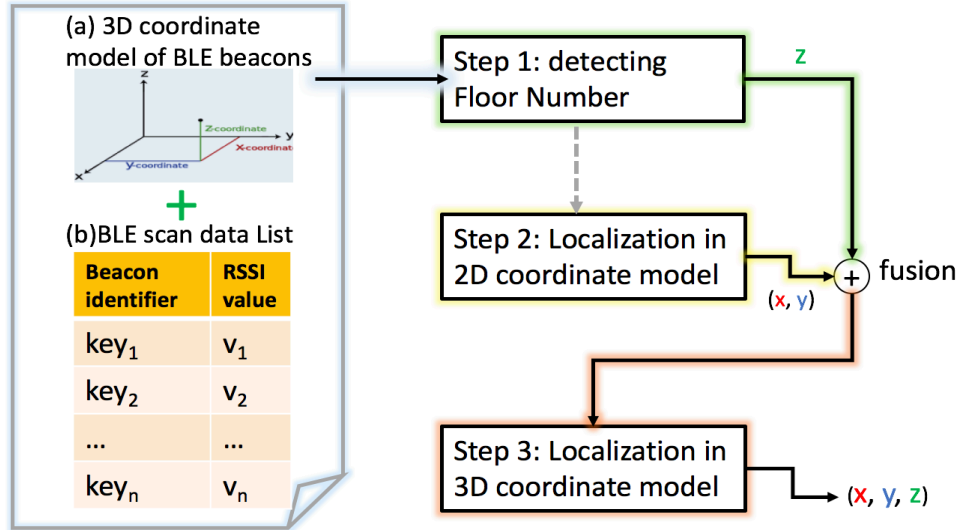 (a) 3D coordinate
model of BLE beacons
z
z-coordinate
y
x-coordinat
y-coordinate
x
+
(b)BLE scan data List
Beacon identifier
RSSI value
key₁ v₁
key₂ v₂
... ...
keyₙ vₙ
Step 1: detecting
Floor Number
z
Step 2: Localization in
2D coordinate model
(x, y)
+ fusion
Step 3: Localization in
3D coordinate model
(x, y, z)